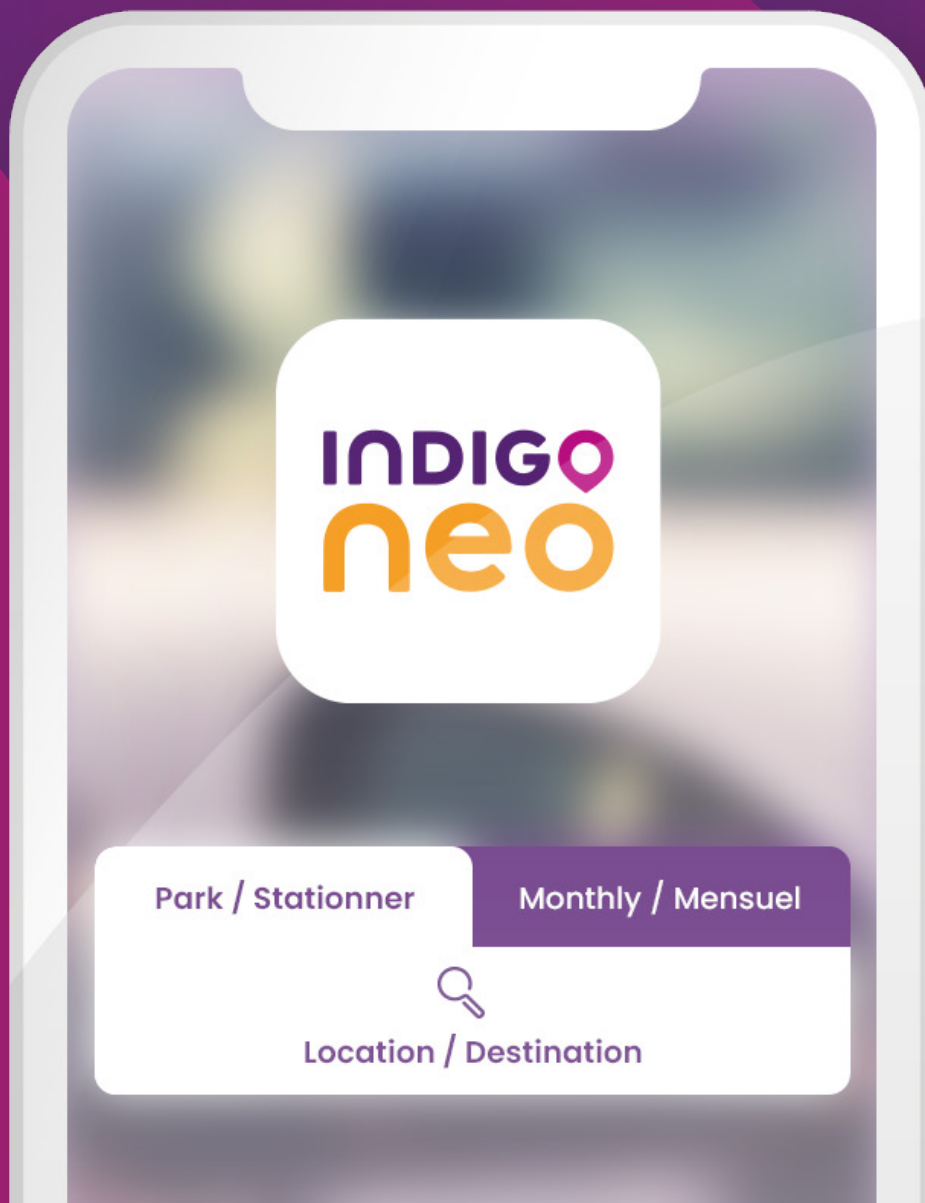 INDIGO
neo
Park / Stationner
Monthly / Mensuel
Location / Destination